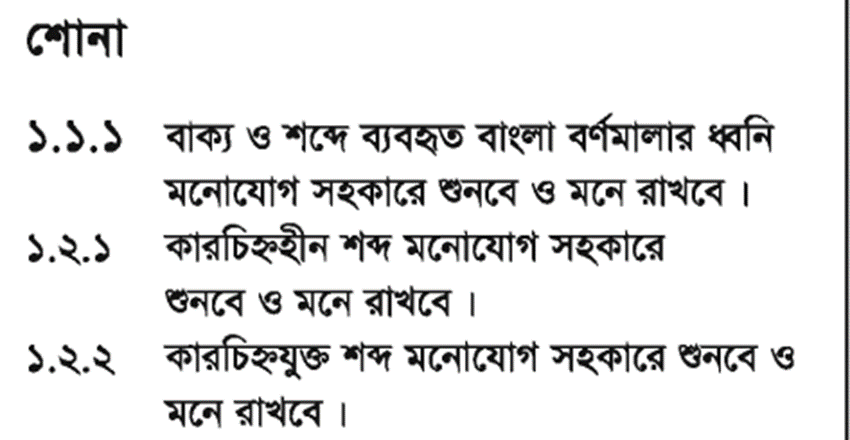 শোনা
১.১.১ বাক্য ও শব্দে ব্যবহৃত বাংলা বর্ণমালার ধ্বনি
মনোযোগ সহকারে শুনবে ও মনে রাখবে ।
১.২.১ কারচিহ্নহীন শব্দ মনোযোগ সহকারে
শুনবে ও মনে রাখবে ।
১.২.২ কারচিহ্নযুক্ত শব্দ মনোযোগ সহকারে শুনবে ও
মনে রাখবে ।